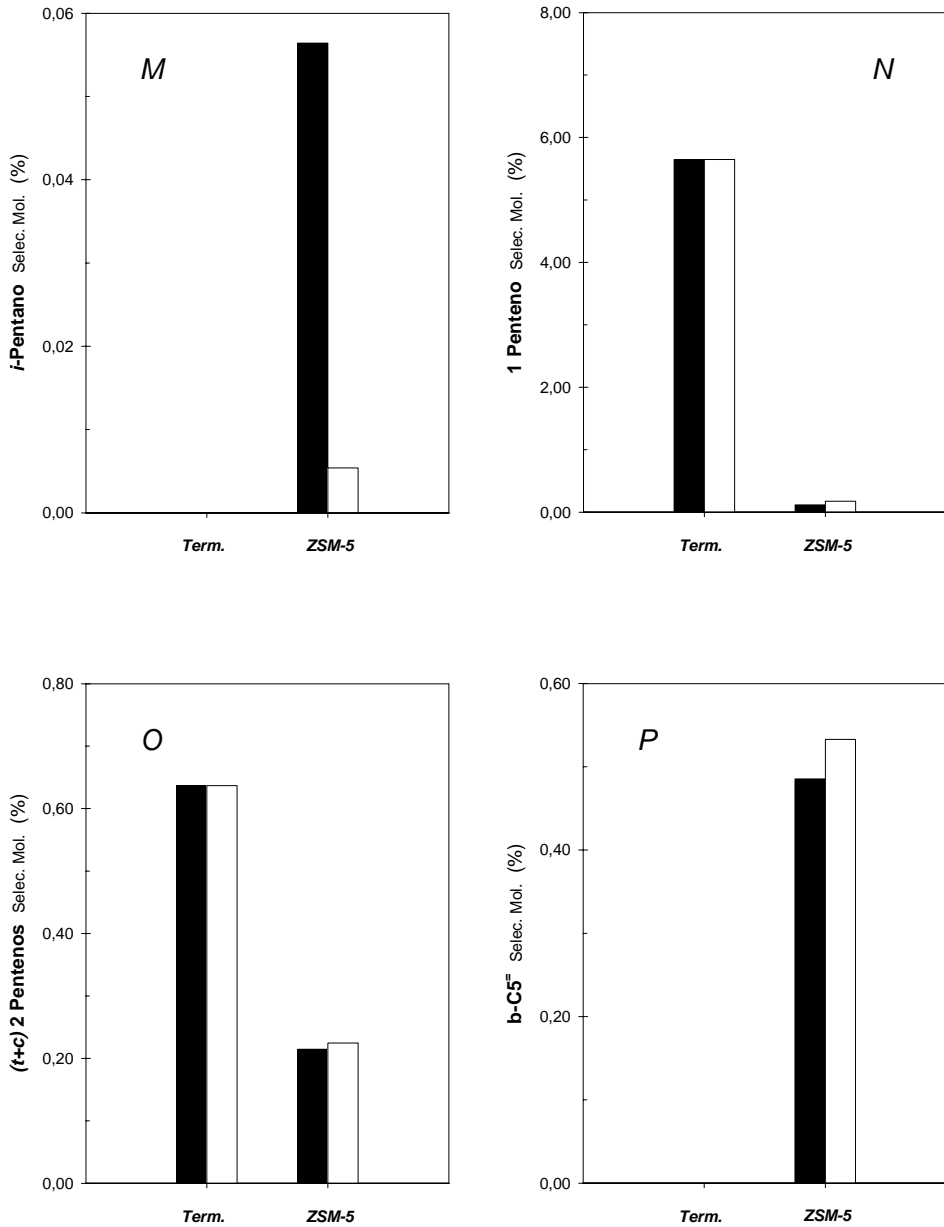 0,06
M
0,04
0,02
0,00
i-Pentano Selec. Mol. (%)
Term. ZSM-5
8,00
N
6,00
4,00
2,00
0,00
1 Penteno Selec. Mol. (%)
Term. ZSM-5
0,80
O
0,60
0,40
0,20
0,00
(t+c) 2 Pentenos Selec. Mol. (%)
Term. ZSM-5
0,60
P
0,40
0,20
0,00
b-C5⁼ Selec. Mol. (%)
Term. ZSM-5